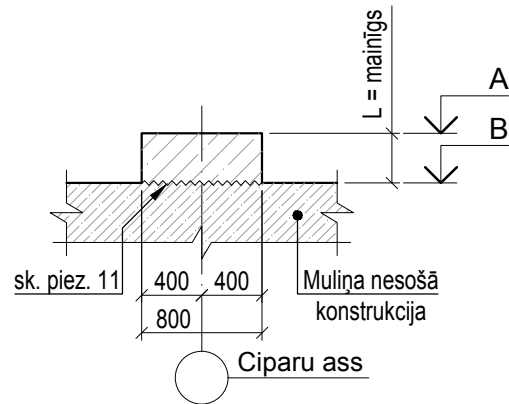 L = mainīgs
A
B
sk. piez. 11
400
400
800
Muliņa nesošā
konstrukcija
Ciparu ass